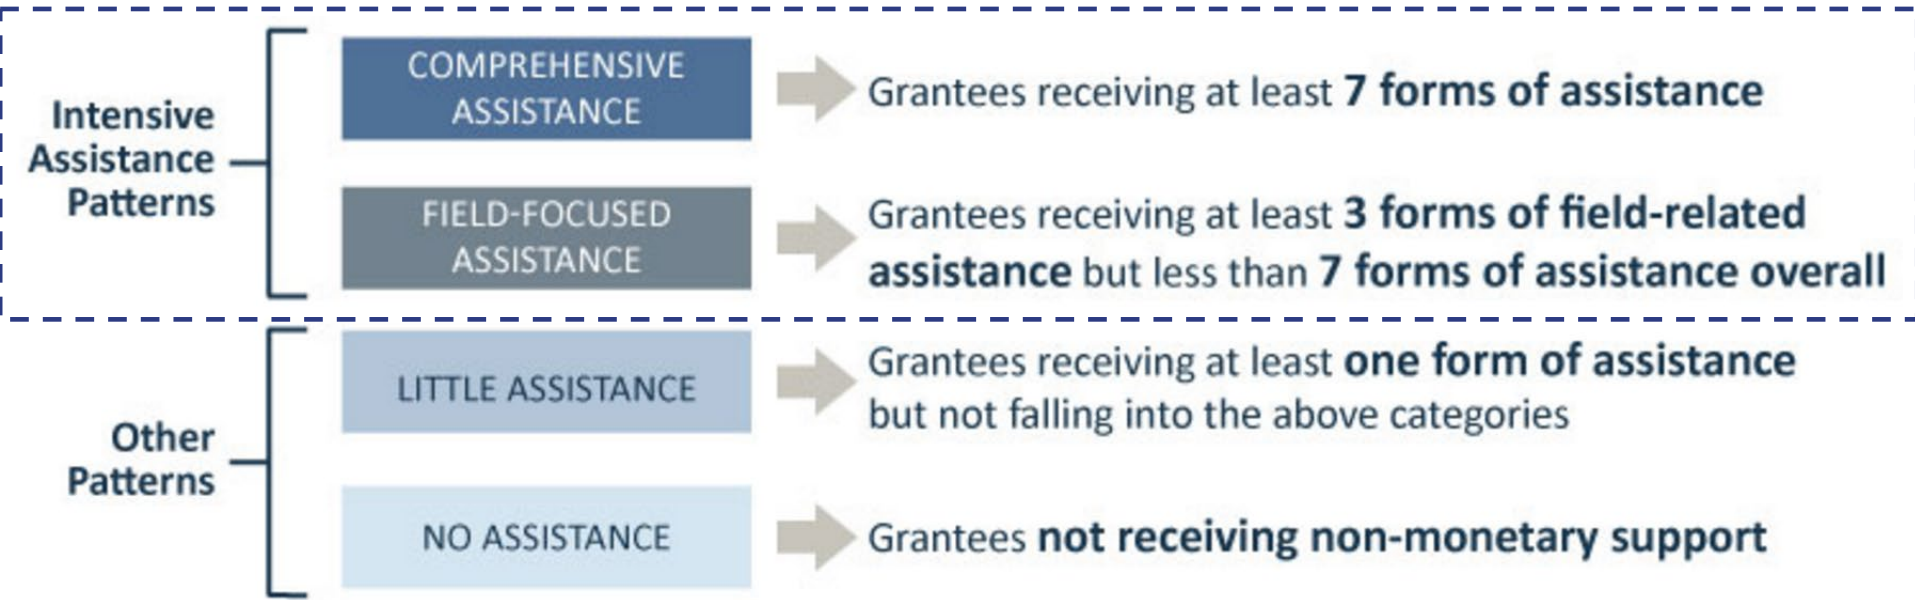 Intensive
Assistance
Patterns
COMPREHENSIVE
ASSISTANCE
Grantees receiving at least 7 forms of assistance
FIELD-FOCUSED
ASSISTANCE
Grantees receiving at least 3 forms of field-related
assistance but less than 7 forms of assistance overall
Other
Patterns
LITTLE ASSISTANCE
Grantees receiving at least one form of assistance
but not falling into the above categories
NO ASSISTANCE
Grantees not receiving non-monetary support